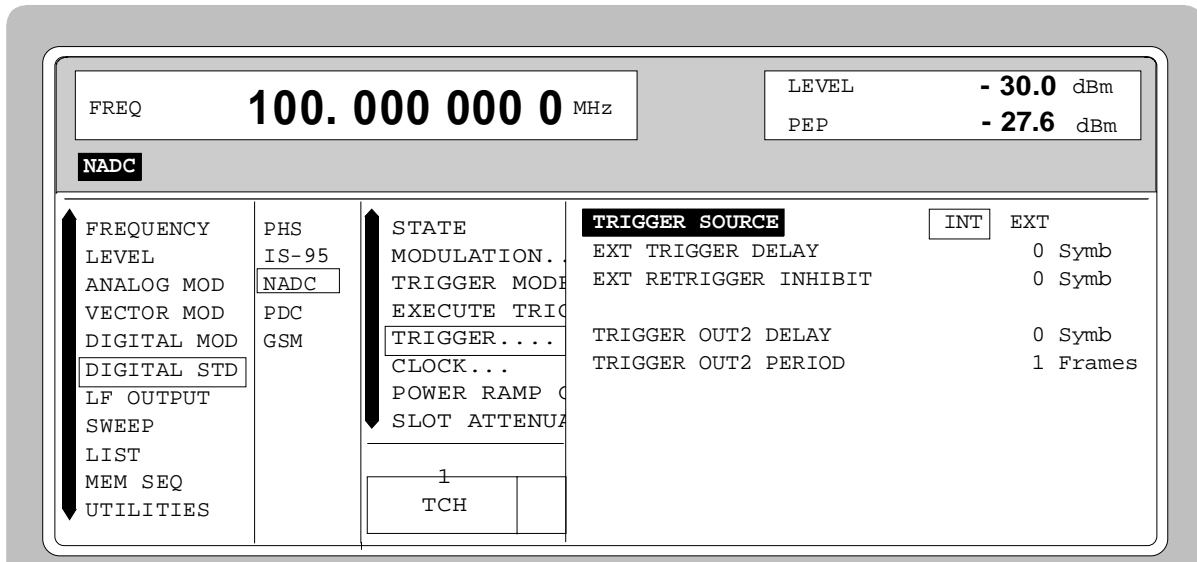 FREQ 100. 000 000 0 MHz
LEVEL - 30.0 dBm
PEP - 27.6 dBm
NADC
FREQUENCY
LEVEL
ANALOG MOD
VECTOR MOD
DIGITAL MOD
DIGITAL STD
LF OUTPUT
SWEEP
LIST
MEM SEQ
UTILITIES
PHS
IS-95
NADC
PDC
GSM
STATE
MODULATION..
TRIGGER MODE
EXECUTE TRIG
TRIGGER....
CLOCK...
POWER RAMP C
SLOT ATTENUA
1
TCH
TRIGGER SOURCE INT EXT
EXT TRIGGER DELAY 0 Symb
EXT RETRIGGER INHIBIT 0 Symb
TRIGGER OUT2 DELAY 0 Symb
TRIGGER OUT2 PERIOD 1 Frames